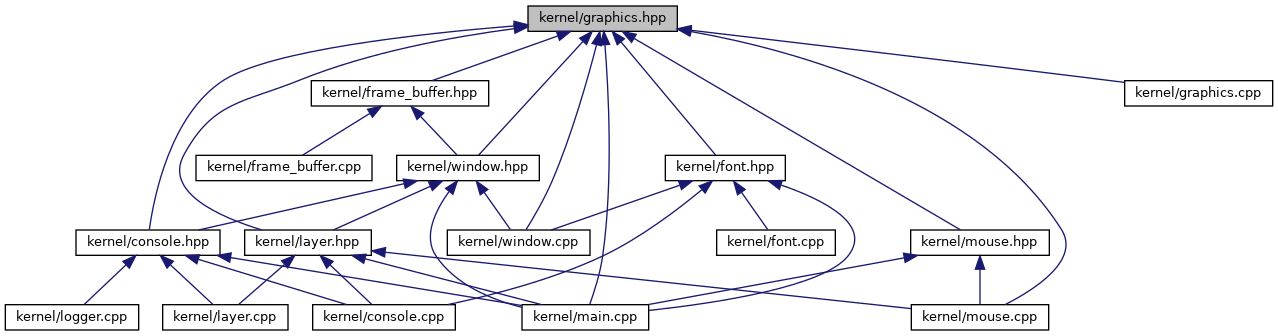 kernel/graphics.hpp
kernel/frame_buffer.hpp
kernel/graphics.cpp
kernel/frame_buffer.cpp
kernel/window.hpp
kernel/font.hpp
kernel/console.hpp
kernel/layer.hpp
kernel/window.cpp
kernel/font.cpp
kernel/mouse.hpp
kernel/logger.cpp
kernel/layer.cpp
kernel/console.cpp
kernel/main.cpp
kernel/mouse.cpp